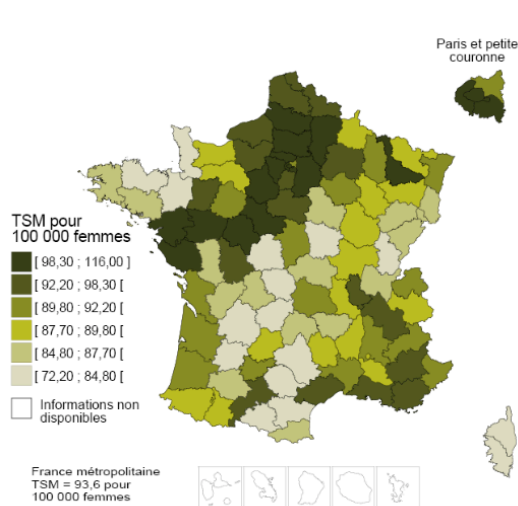 Paris et petite
couronne
TSM pour
100 000 femmes
[ 98,30 ; 116,00 ]
[ 92,20 ; 98,30 [
[ 89,80 ; 92,20 [
[ 87,70 ; 89,80 [
[ 84,80 ; 87,70 [
[ 72,20 ; 84,80 [
Informations non
disponibles
France métropolitaine
TSM = 93,6 pour
100 000 femmes